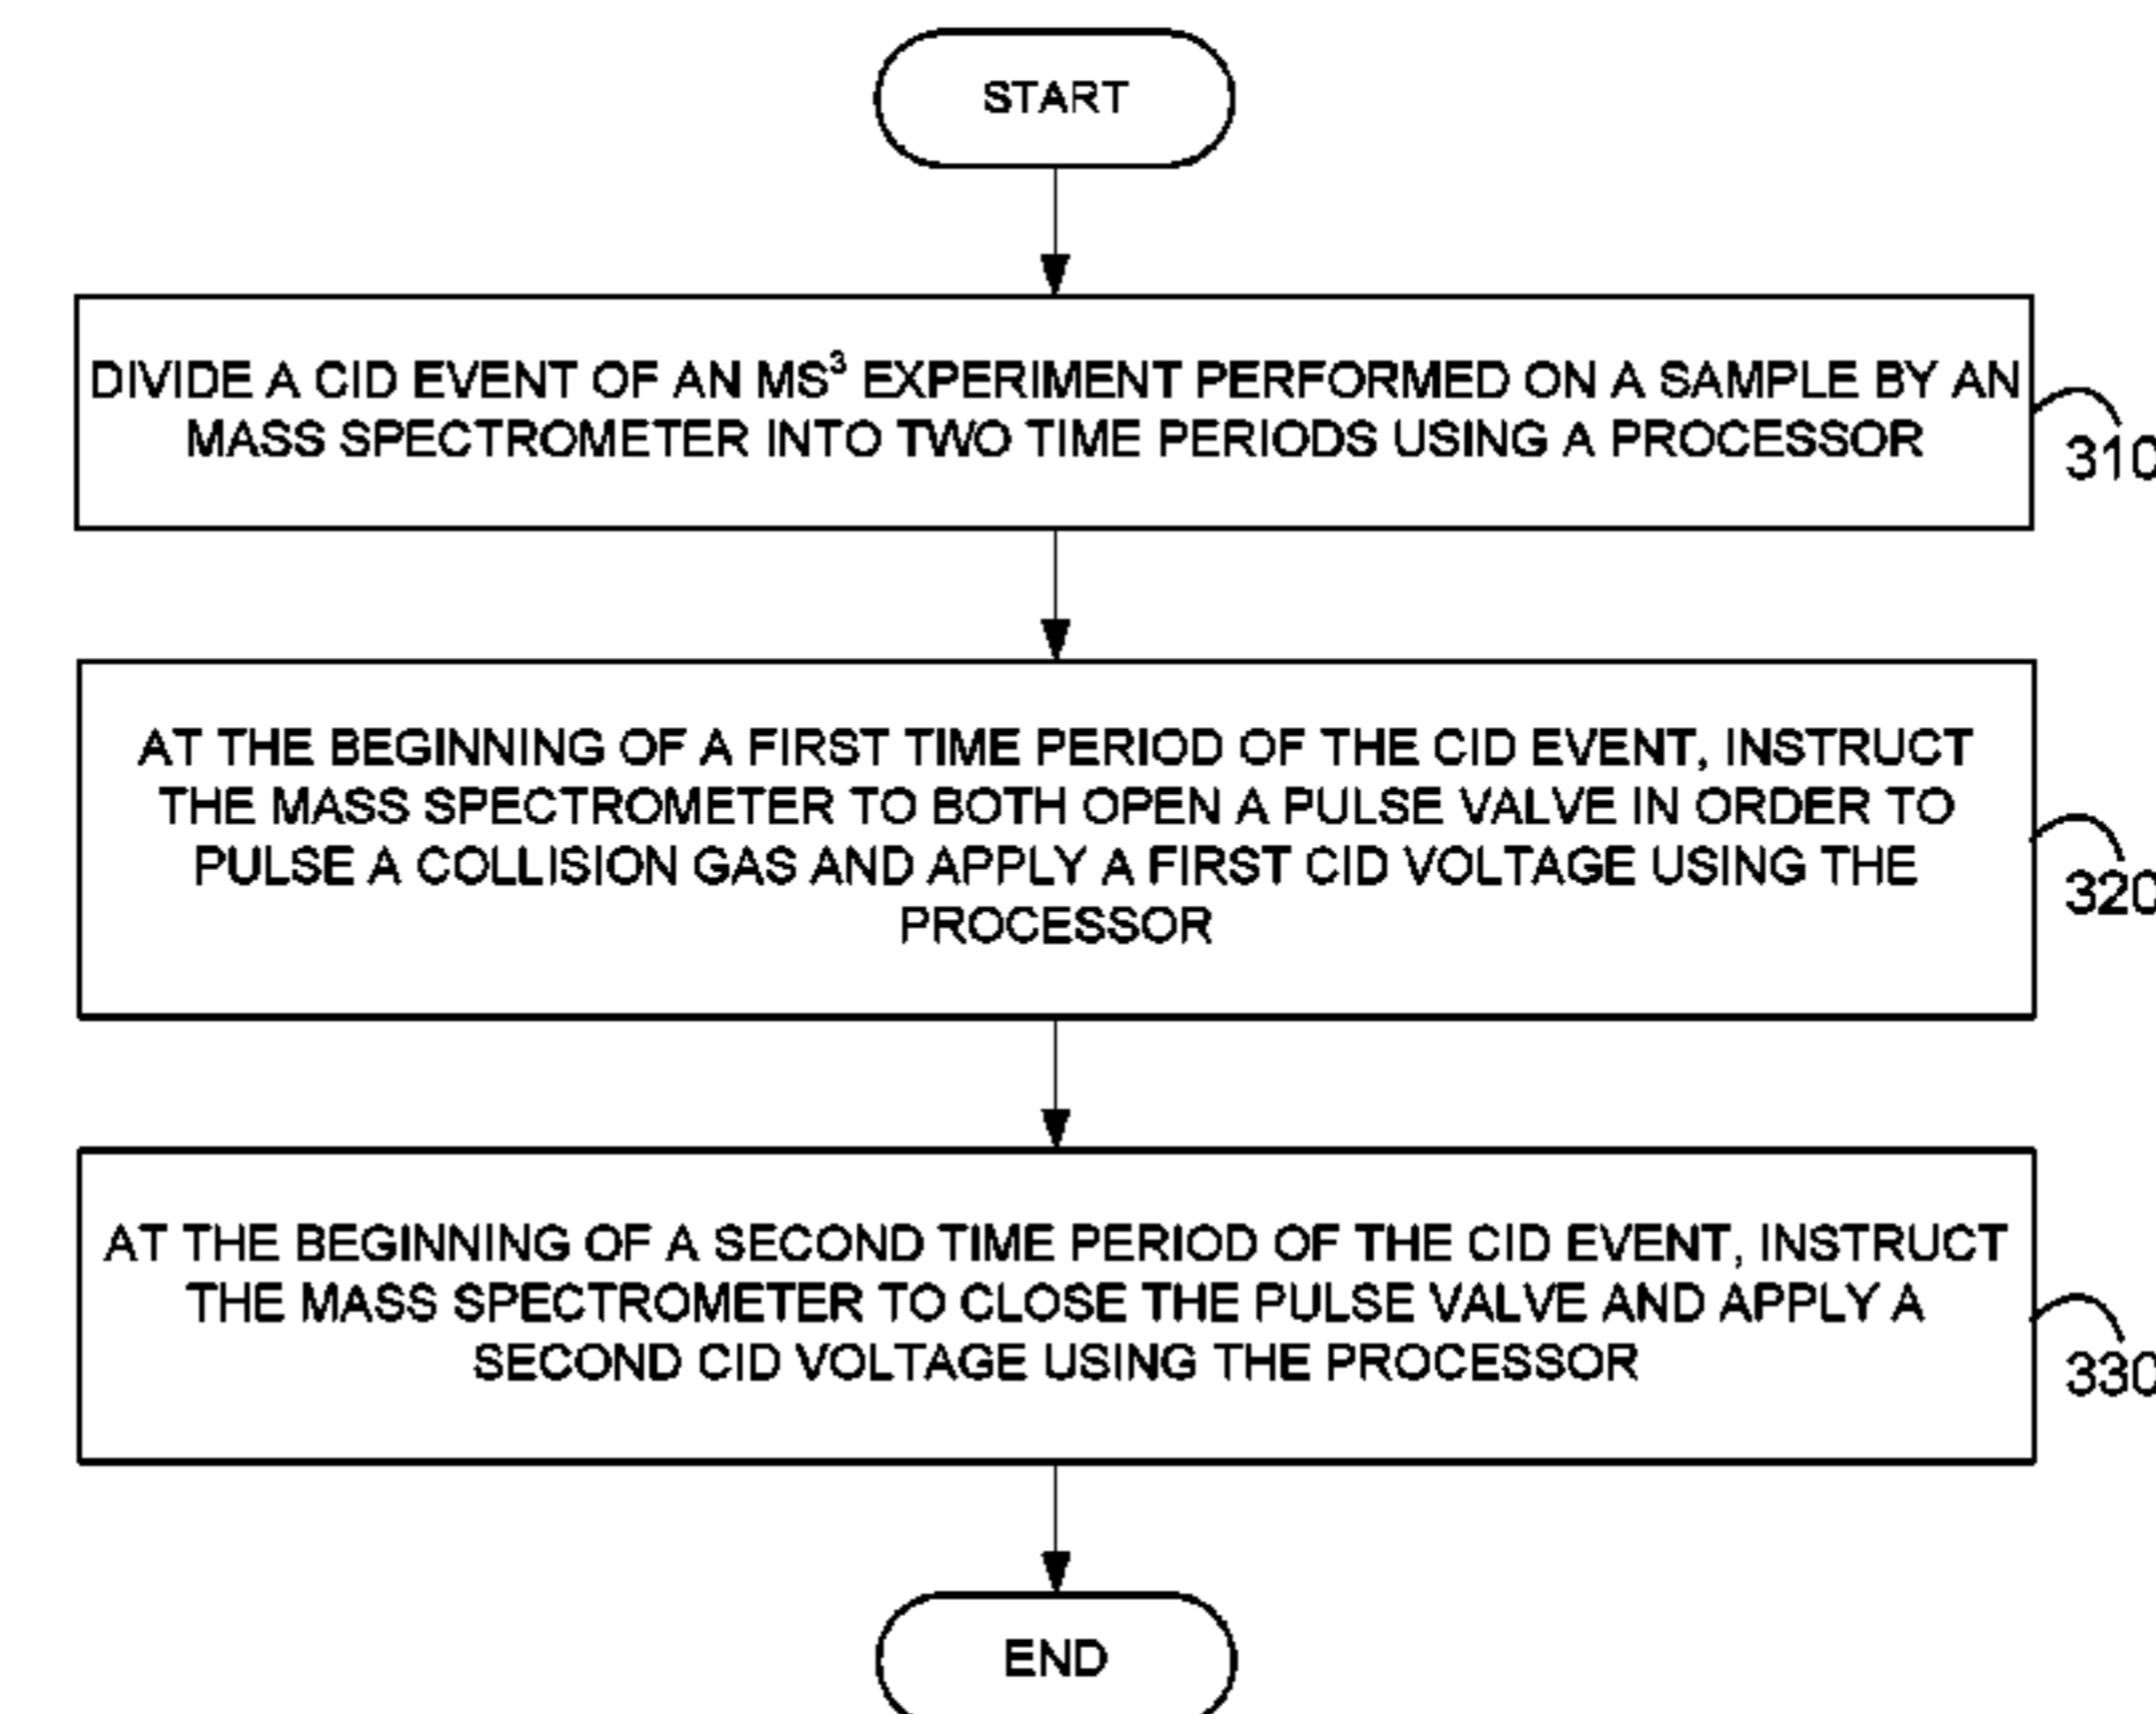 START
DIVIDE A CID EVENT OF AN MS³ EXPERIMENT PERFORMED ON A SAMPLE BY AN
MASS SPECTROMETER INTO TWO TIME PERIODS USING A PROCESSOR
310
AT THE BEGINNING OF A FIRST TIME PERIOD OF THE CID EVENT, INSTRUCT
THE MASS SPECTROMETER TO BOTH OPEN A PULSE VALVE IN ORDER TO
PULSE A COLLISION GAS AND APPLY A FIRST CID VOLTAGE USING THE
PROCESSOR
320
AT THE BEGINNING OF A SECOND TIME PERIOD OF THE CID EVENT, INSTRUCT
THE MASS SPECTROMETER TO CLOSE THE PULSE VALVE AND APPLY A
SECOND CID VOLTAGE USING THE PROCESSOR
330
END